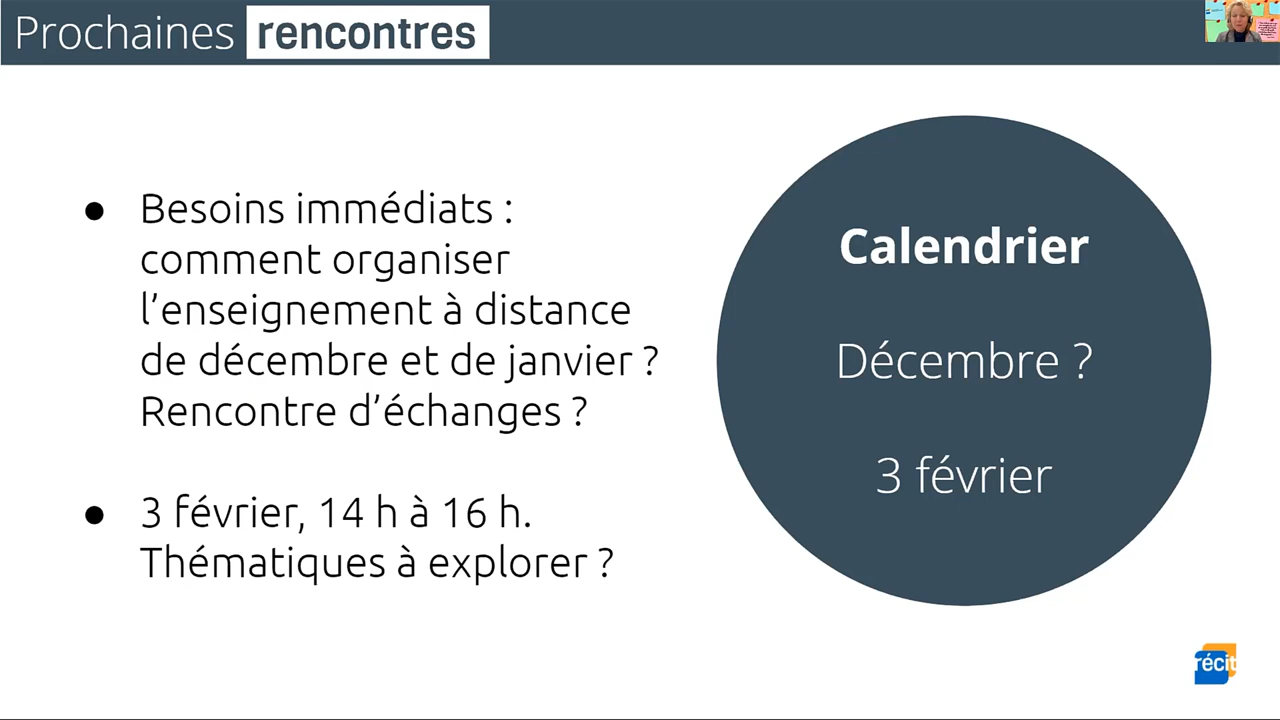 Prochaines rencontres
● Besoins immédiats :
comment organiser
l’enseignement à distance
de décembre et de janvier ?
Rencontre d’échanges ?
● 3 février, 14 h à 16 h.
Thématiques à explorer ?
Calendrier
Décembre ?
3 février
récit